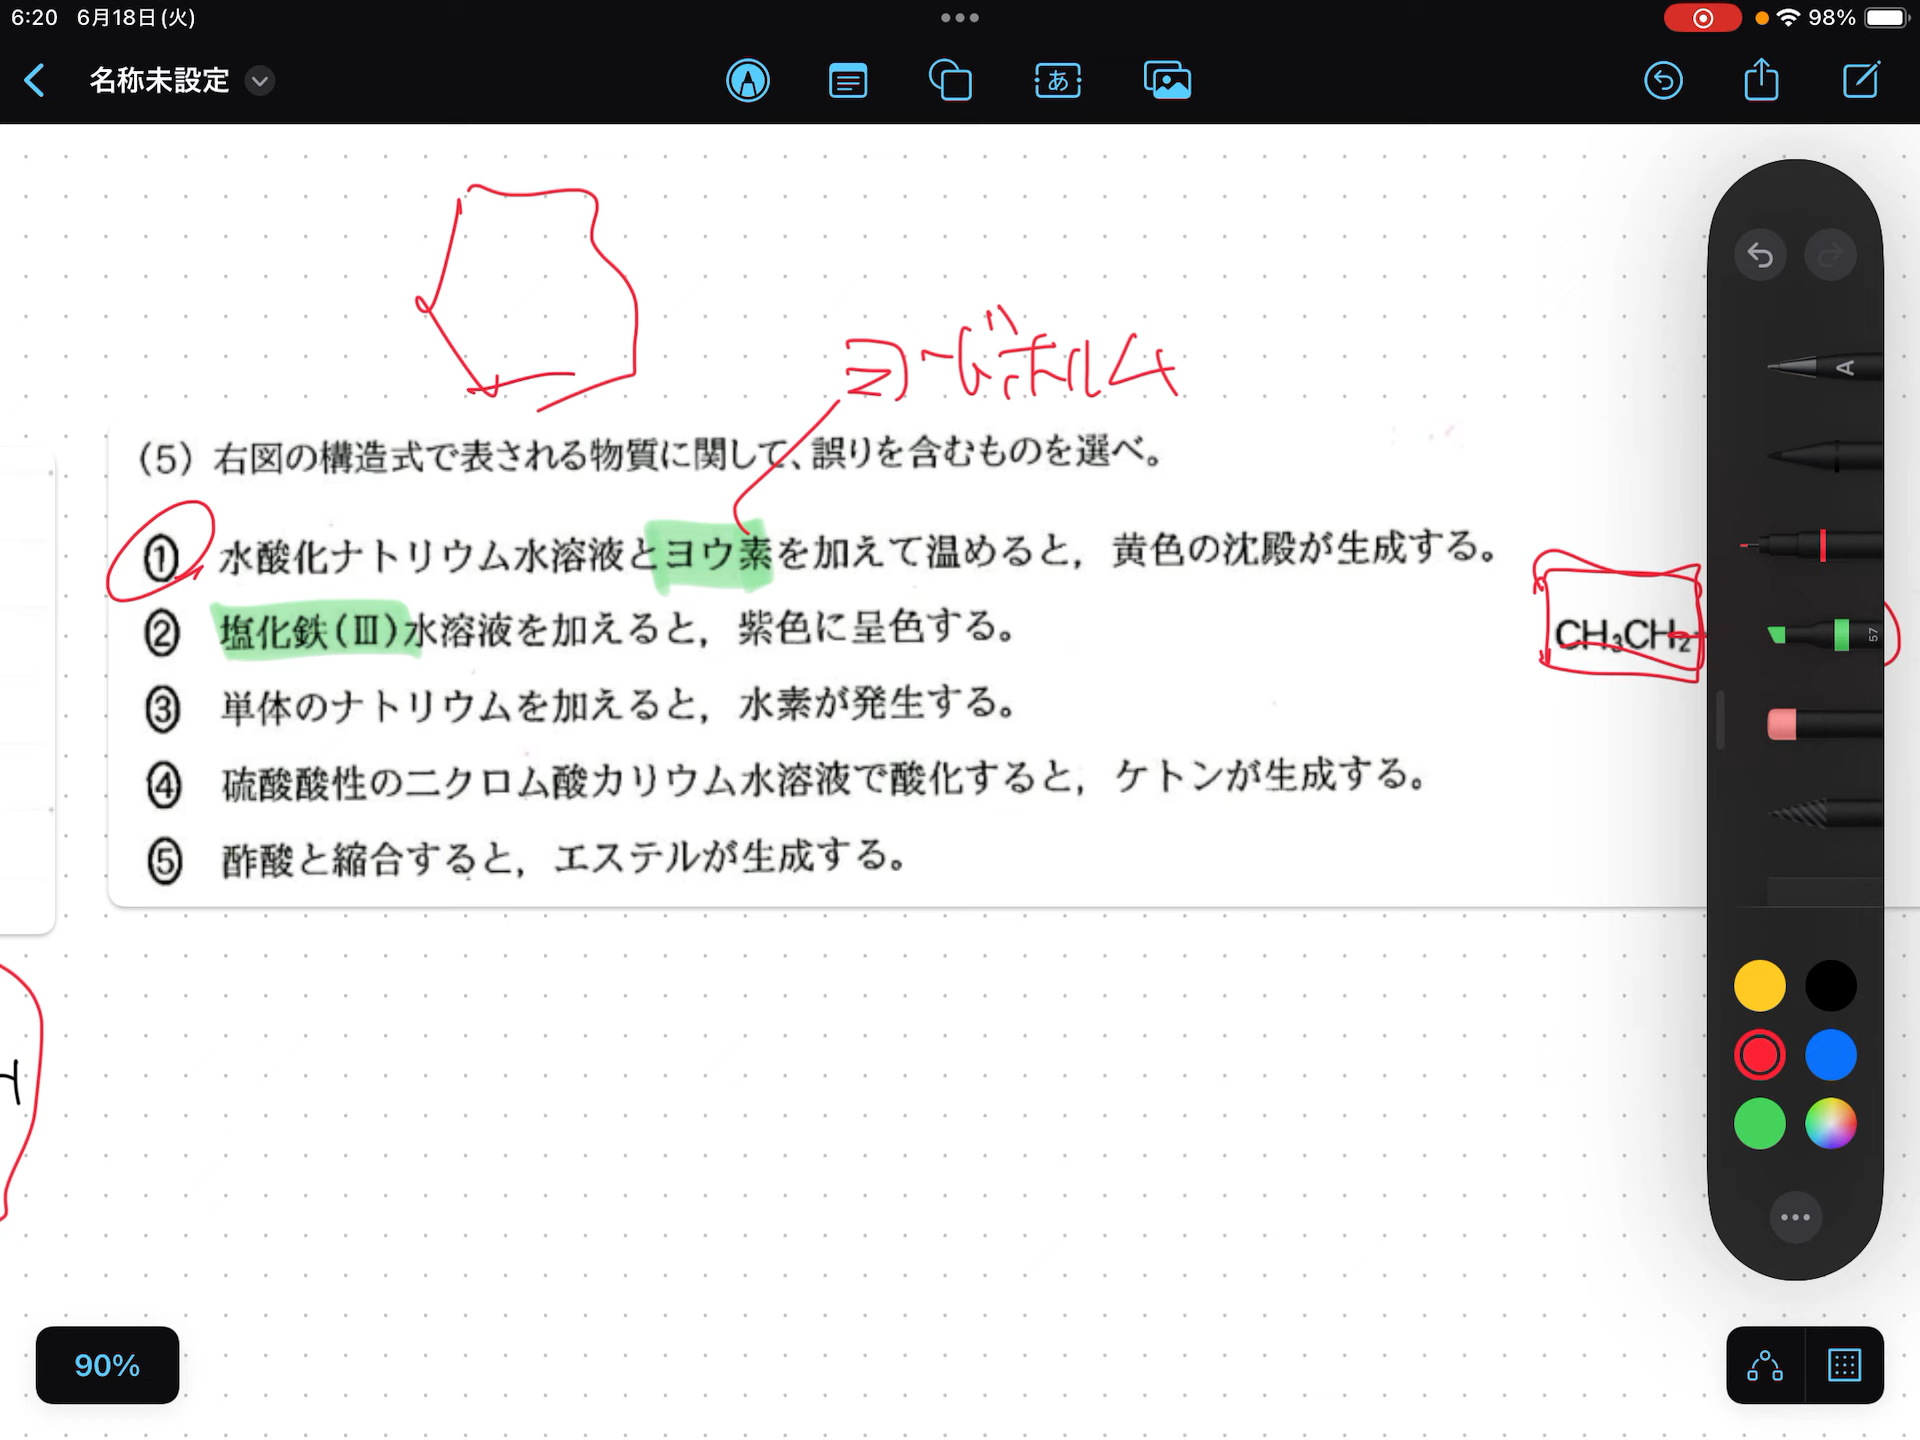 6:20 6月18日(火)
98%
名称未設定
あ
ヨードホルム
(5) 右図の構造式で表される物質に関して、誤りを含むものを選べ。
① 水酸化ナトリウム水溶液とヨウ素を加えて温めると，黄色の沈殿が生成する。
② 塩化鉄(Ⅲ)水溶液を加えると，紫色に呈色する。
CH₃CH₂
③ 単体のナトリウムを加えると，水素が発生する。
④ 硫酸酸性の二クロム酸カリウム水溶液で酸化すると，ケトンが生成する。
⑤ 酢酸と縮合すると，エステルが生成する。
A
57
90%